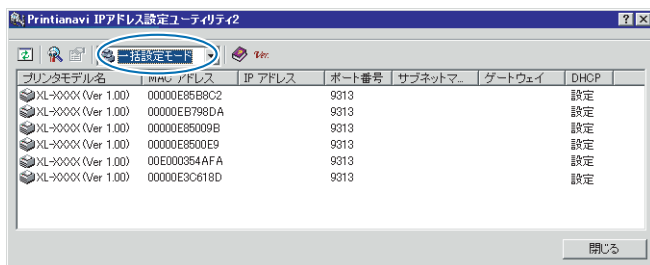 Printianavi IPアドレス設定ユーティリティ2
一括設定モード Ver.
プリンタモデル名 MAC アドレス IP アドレス ポート番号 サブネットマ... ゲートウェイ DHCP
XL-XXXX (Ver 1.00) 00000E85B8C2 9313 設定
XL-XXXX (Ver 1.00) 00000EB798DA 9313 設定
XL-XXXX (Ver 1.00) 00000E85009B 9313 設定
XL-XXXX (Ver 1.00) 00000E8500E9 9313 設定
XL-XXXX (Ver 1.00) 00E000354AFA 9313 設定
XL-XXXX (Ver 1.00) 00000E3C618D 9313 設定
閉じる